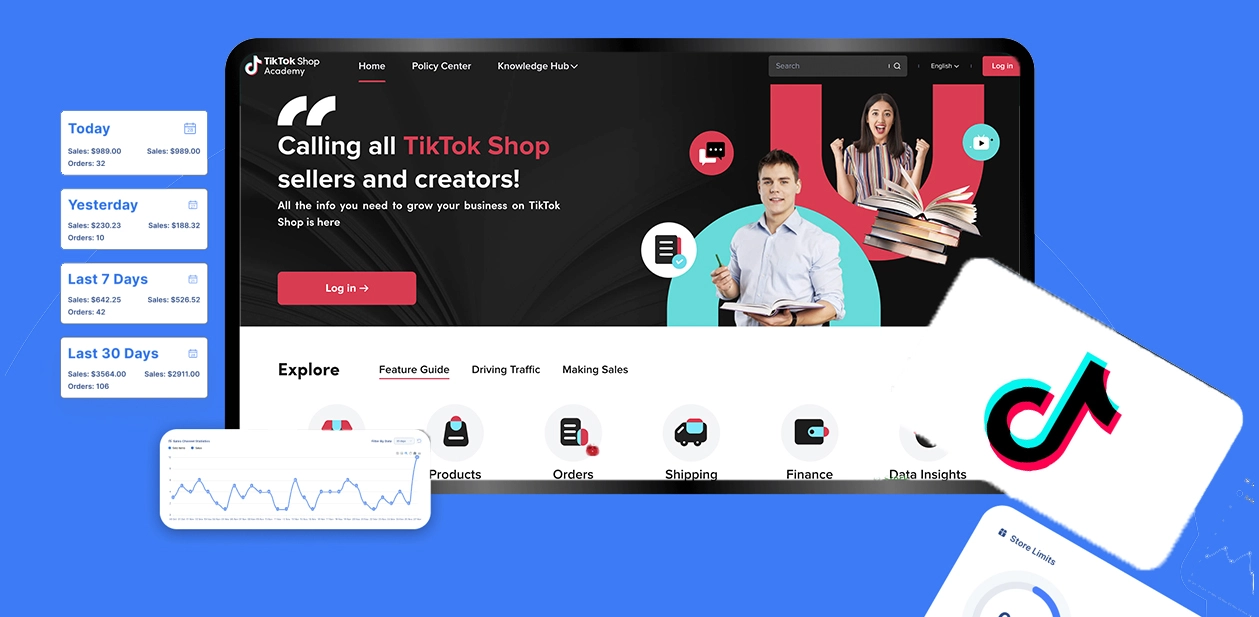 TikTok Shop
Academy
Home
Policy Center
Knowledge Hub
Search
English
Log in
Calling all TikTok Shop
sellers and creators!
All the info you need to grow your business on TikTok
Shop is here
Log in →
Today
Sales: $989.00 Sales: $989.00
Orders: 32
Yesterday
Sales: $230.23 Sales: $188.32
Orders: 10
Last 7 Days
Sales: $642.25 Sales: $526.52
Orders: 42
Last 30 Days
Sales: $3564.00 Sales: $2911.00
Orders: 106
Explore
Feature Guide
Driving Traffic
Making Sales
Products
Orders
Shipping
Finance
Data Insights
Filter By Date
Store Limits